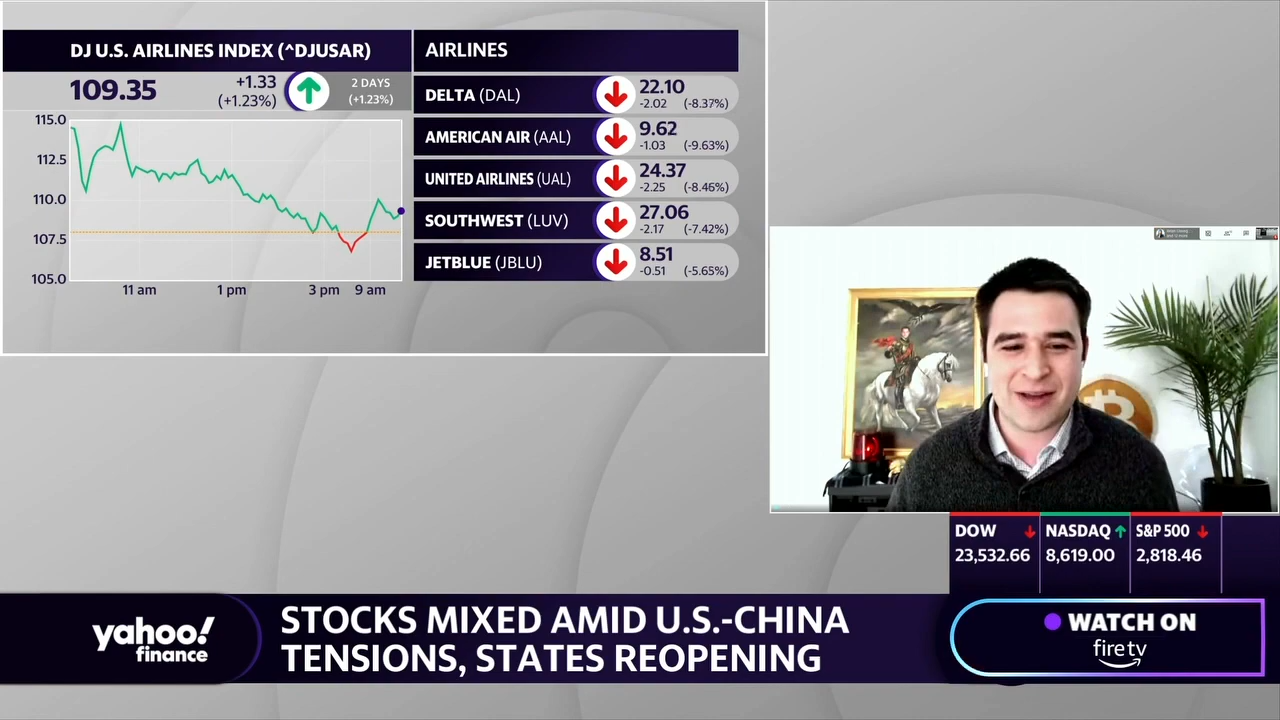 DJ U.S. AIRLINES INDEX (^DJUSAR)
109.35
+1.33
(+1.23%)
2 DAYS
(+1.23%)
115.0
112.5
110.0
107.5
105.0
11 am 1 pm 3 pm 9 am
AIRLINES
DELTA (DAL) 22.10
-2.02 (-8.37%)
AMERICAN AIR (AAL) 9.62
-1.03 (-9.63%)
UNITED AIRLINES (UAL) 24.37
-2.25 (-8.46%)
SOUTHWEST (LUV) 27.06
-2.17 (-7.42%)
JETBLUE (JBLU) 8.51
-0.51 (-5.65%)
DOW NASDAQ S&P 500
23,532.66 8,619.00 2,818.46
yahoo!
finance
STOCKS MIXED AMID U.S.-CHINA
TENSIONS, STATES REOPENING
WATCH ON
fire tv